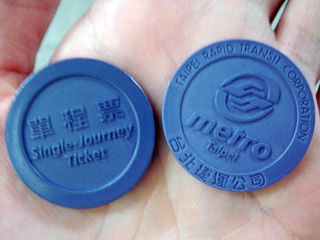 單程票
Single-Journey
Ticket
TAIPEI RAPID TRANSIT CORPORATION
metro
Taipei
台北捷運公司